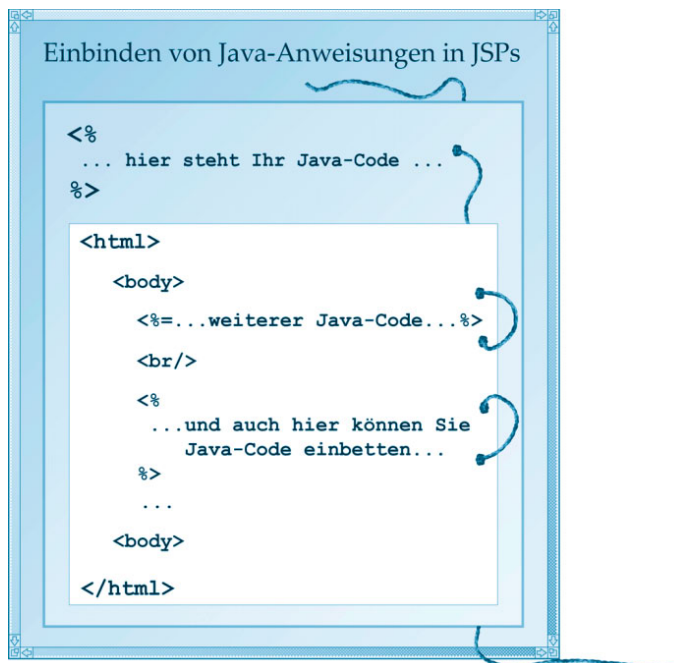 Einbinden von Java-Anweisungen in JSPs
<%
... hier steht Ihr Java-Code ...
%>
<html>
<body>
<%=...weiterer Java-Code...%>
<br/>
<%
...und auch hier können Sie
Java-Code einbetten...
%>
...
<body>
</html>